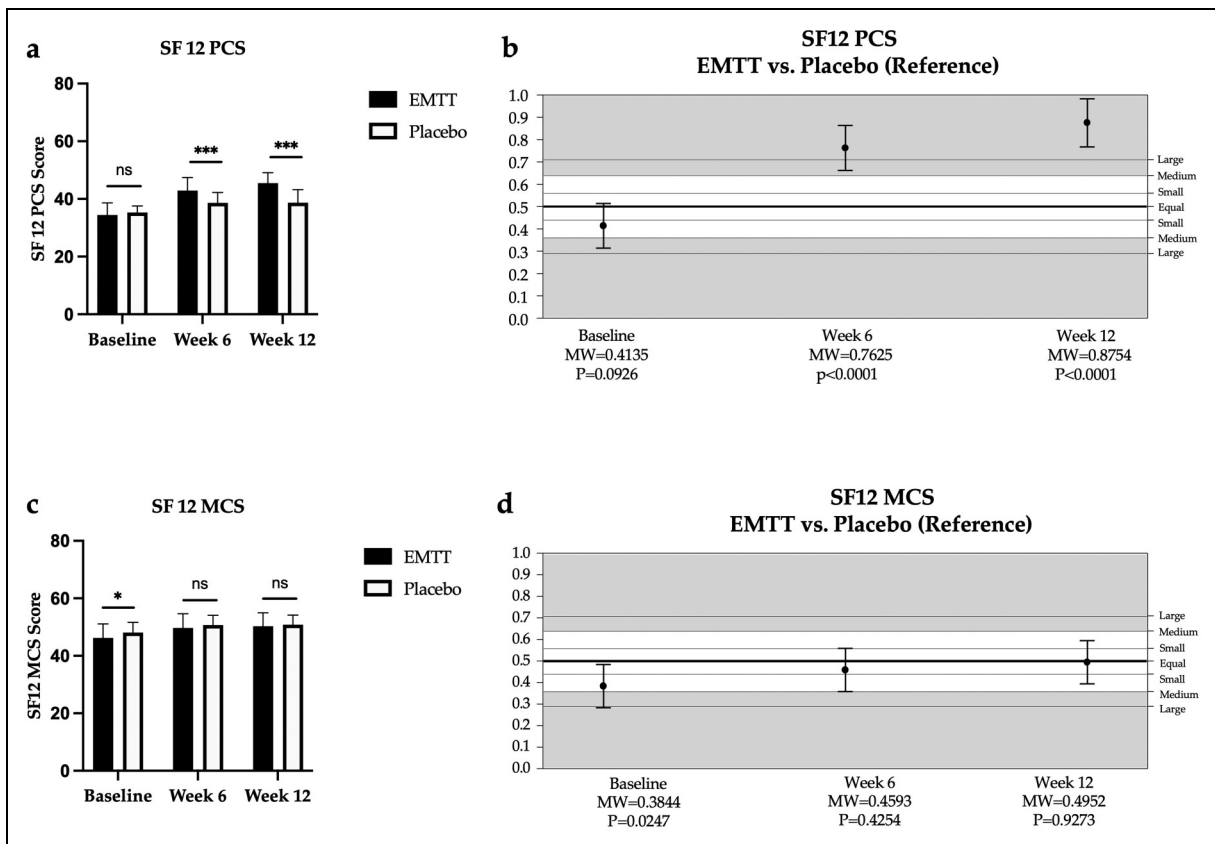 a
SF 12 PCS
80
60
40
20
0
SF 12 PCS Score
ns
***
***
Baseline
Week 6
Week 12
EMTT
Placebo
b
SF12 PCS
EMTT vs. Placebo (Reference)
1.0
0.9
0.8
0.7
0.6
0.5
0.4
0.3
0.2
0.1
0.0
Large
Medium
Small
Equal
Small
Medium
Large
Baseline
MW=0.4135
P=0.0926
Week 6
MW=0.7625
p<0.0001
Week 12
MW=0.8754
P<0.0001
c
SF 12 MCS
80
60
40
20
0
SF12 MCS Score
*
ns
ns
Baseline
Week 6
Week 12
EMTT
Placebo
d
SF12 MCS
EMTT vs. Placebo (Reference)
1.0
0.9
0.8
0.7
0.6
0.5
0.4
0.3
0.2
0.1
0.0
Large
Medium
Small
Equal
Small
Medium
Large
Baseline
MW=0.3844
P=0.0247
Week 6
MW=0.4593
P=0.4254
Week 12
MW=0.4952
P=0.9273